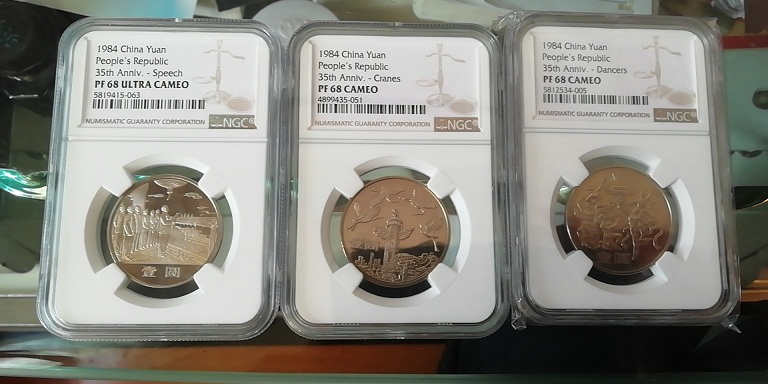 1984 China Yuan
People's Republic
35th Anniv. - Speech
PF 68 ULTRA CAMEO
5819415-063
NUMISMATIC GUARANTY CORPORATION
NGC
壹圆
1984 China Yuan
People's Republic
35th Anniv. - Cranes
PF 68 CAMEO
4899435-051
NUMISMATIC GUARANTY CORPORATION
NGC
1984 China Yuan
People's Republic
35th Anniv. - Dancers
PF 68 CAMEO
5812534-005
NUMISMATIC GUARANTY CORPORATION
NGC